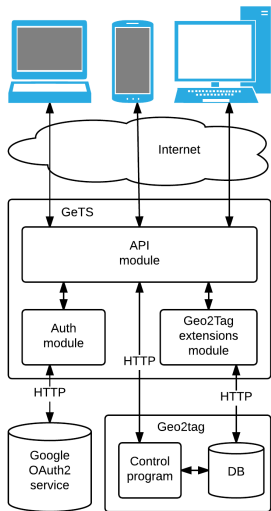 Internet
GeTS
API
module
Auth
module
Geo2Tag
extensions
module
HTTP
HTTP
HTTP
Geo2tag
Google
OAuth2
service
Control
program
DB